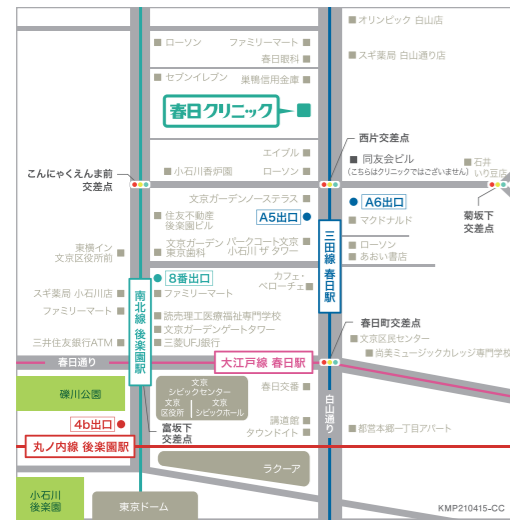 オリンピック 白山店
ローソン
ファミリーマート
春日眼科
スギ薬局 白山通り店
セブンイレブン
巣鴨信用金庫
春日クリニック
西片交差点
エイブル
同友会ビル
(こちらはクリニックではございません)
石井
いり豆店
こんにゃくえんま前
交差点
小石川香炉園
ローソン
文京ガーデンノーステラス
A6出口
菊坂下
交差点
住友不動産
後楽園ビル
A5出口
マクドナルド
三田線 春日駅
東横イン
文京区役所前
文京ガーデン
東京歯科
パークコート文京
小石川 ザ タワー
ローソン
あおい書店
8番出口
カフェ・
ベローチェ
スギ薬局 小石川店
ファミリーマート
南北線 後楽園駅
ファミリーマート
読売理工医療福祉専門学校
文京ガーデンゲートタワー
三井住友銀行ATM
三菱UFJ銀行
春日町交差点
文京区民センター
尚美ミュージックカレッジ専門学校
春日通り
大江戸線 春日駅
文京
シビックセンター
文京
区役所
文京
シビックホール
春日交番
白山通り
礫川公園
4b出口
富坂下
交差点
講道館
タウンドイト
都営本郷一丁目アパート
丸ノ内線 後楽園駅
ラクーア
小石川
後楽園
東京ドーム
KMP210415-CC